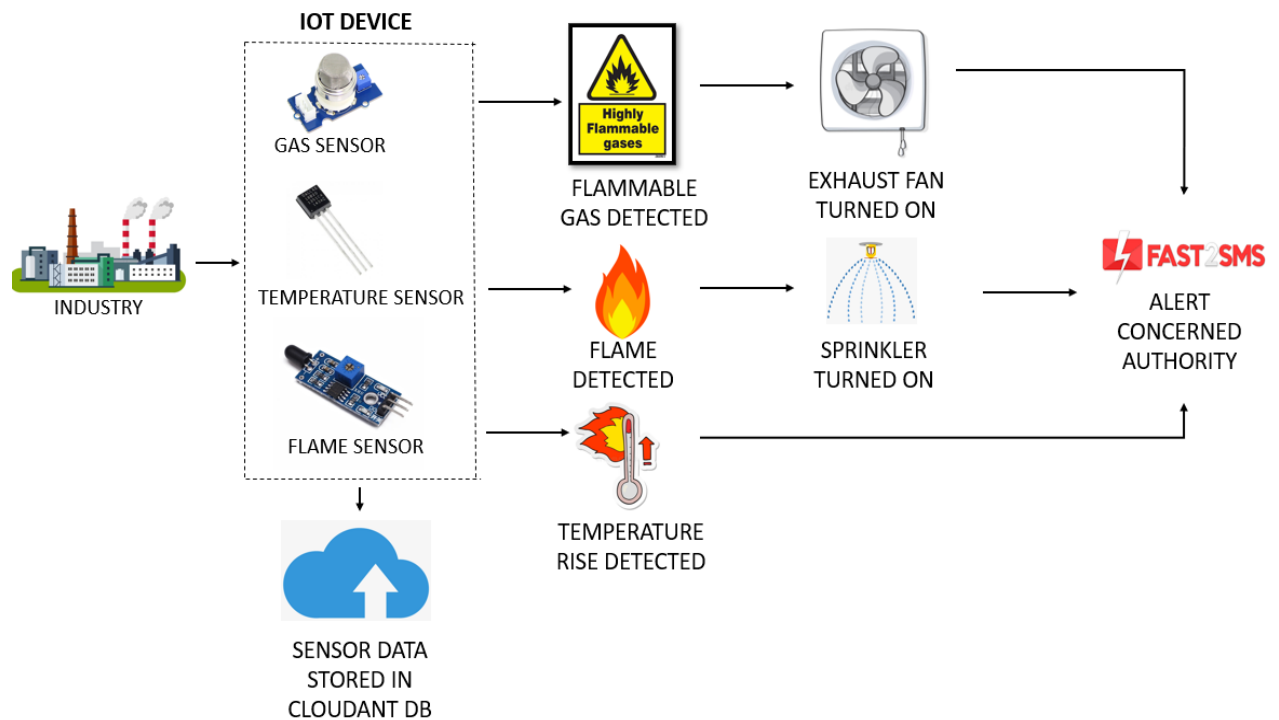 IOT DEVICE
GAS SENSOR
TEMPERATURE SENSOR
FLAME SENSOR
INDUSTRY
Highly
Flammable
gases
FLAMMABLE
GAS DETECTED
EXHAUST FAN
TURNED ON
FLAME
DETECTED
SPRINKLER
TURNED ON
FAST2SMS
ALERT
CONCERNED
AUTHORITY
TEMPERATURE
RISE DETECTED
SENSOR DATA
STORED IN
CLOUDANT DB